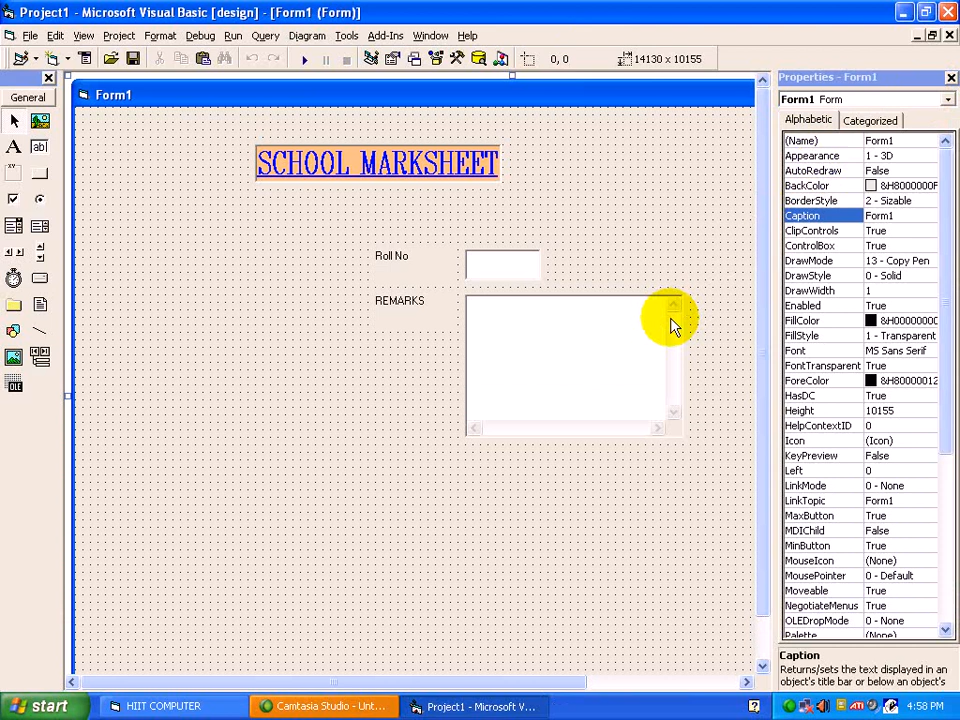 Project1 - Microsoft Visual Basic [design] - [Form1 (Form)]
File Edit View Project Format Debug Run Query Diagram Tools Add-Ins Window Help
0, 0 14130 x 10155
General
A ab|
xy
OLE
Form1
SCHOOL MARKSHEET
Roll No
REMARKS
Properties - Form1
Form1 Form
Alphabetic Categorized
(Name) Form1
Appearance 1 - 3D
AutoRedraw False
BackColor &H8000000F
BorderStyle 2 - Sizable
Caption Form1
ClipControls True
ControlBox True
DrawMode 13 - Copy Pen
DrawStyle 0 - Solid
DrawWidth 1
Enabled True
FillColor &H0000000
FillStyle 1 - Transparent
Font MS Sans Serif
FontTransparent True
ForeColor &H80000012
HasDC True
Height 10155
HelpContextID 0
Icon (Icon)
KeyPreview False
Left 0
LinkMode 0 - None
LinkTopic Form1
MaxButton True
MDIChild False
MinButton True
MouseIcon (None)
MousePointer 0 - Default
Moveable True
NegotiateMenus True
OLEDropMode 0 - None
Palette (None)
Caption
Returns/sets the text displayed in an object's title bar or below an object's
start HIIT COMPUTER Camtasia Studio - Unt... Project1 - Microsoft V... 4:58 PM